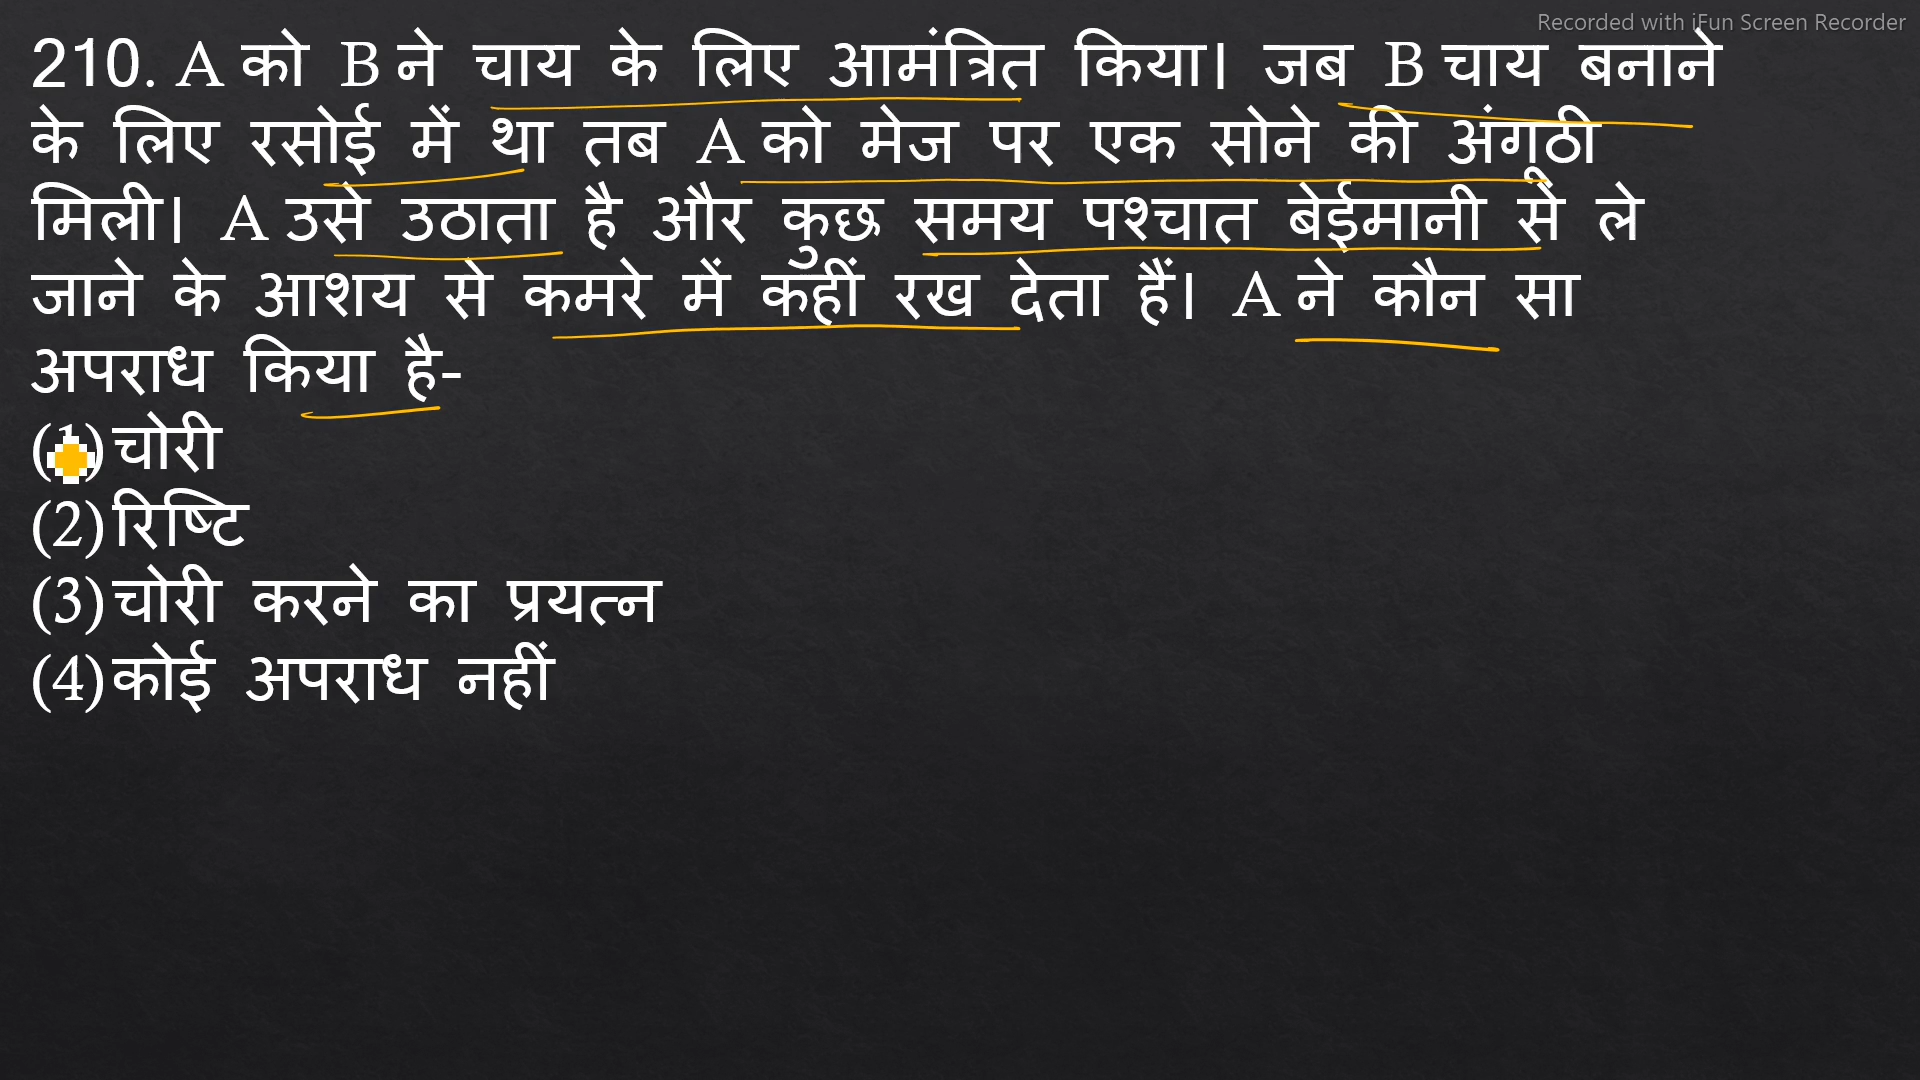 Recorded with iFun Screen Recorder
210. A को B ने चाय के लिए आमंत्रित किया। जब B चाय बनाने
के लिए रसोई में था तब A को मेज पर एक सोने की अंगूठी
मिली। A उसे उठाता है और कुछ समय पश्चात बेईमानी से ले
जाने के आशय से कमरे में कहीं रख देता हैं। A ने कौन सा
अपराध किया है-
(1) चोरी
(2) रिष्टि
(3) चोरी करने का प्रयत्न
(4) कोई अपराध नहीं